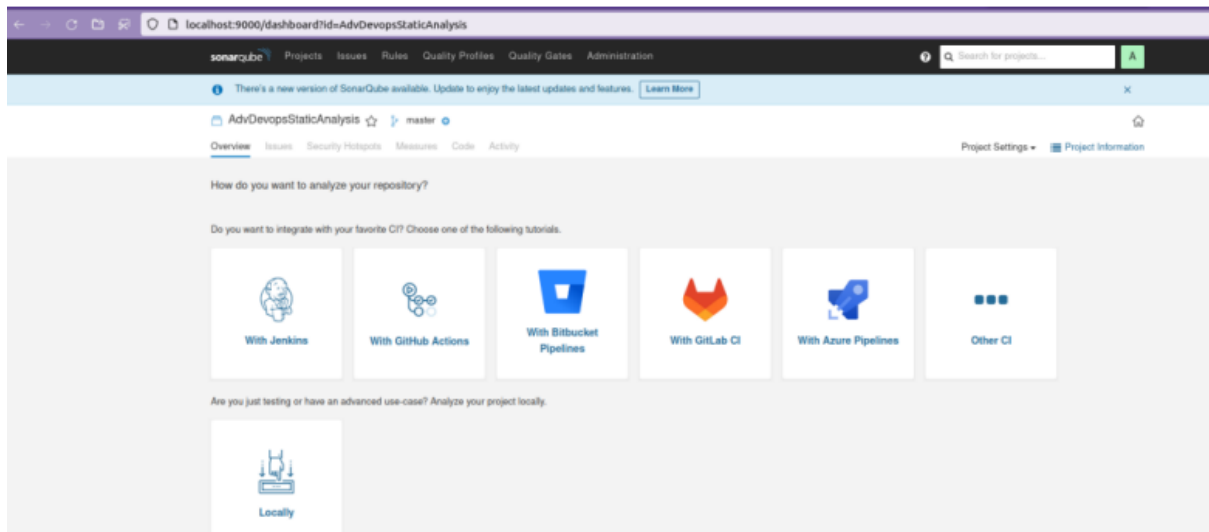 localhost:9000/dashboard?id=AdvDevopsStaticAnalysis
sonarqube Projects Issues Rules Quality Profiles Quality Gates Administration ? Search for projects... A
There's a new version of SonarQube available. Update to enjoy the latest updates and features. Learn More
AdvDevopsStaticAnalysis master
Overview Issues Security Hotspots Measures Code Activity Project Settings Project Information
How do you want to analyze your repository?
Do you want to integrate with your favorite CI? Choose one of the following tutorials.
With Jenkins
With GitHub Actions
With Bitbucket
Pipelines
With GitLab CI
With Azure Pipelines
Other CI
Are you just testing or have an advanced use-case? Analyze your project locally.
Locally